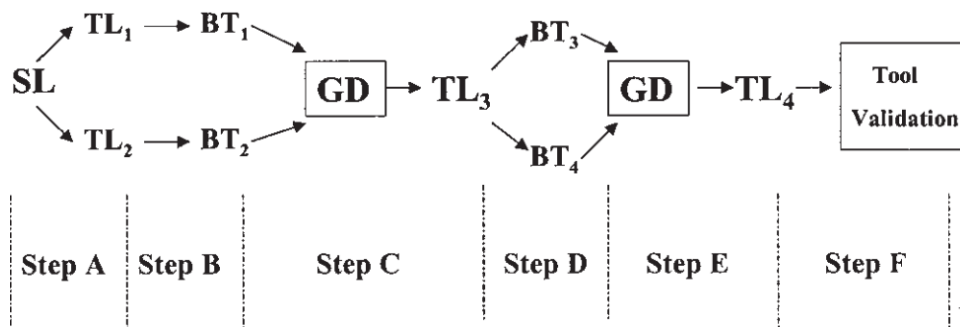 TL₁ BT₁ BT₃
SL GD TL₃ GD TL₄ Tool Validation
TL₂ BT₂ BT₄
Step A Step B Step C Step D Step E Step F